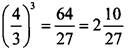 (4/3)³ = 64/27 = 2 10/27